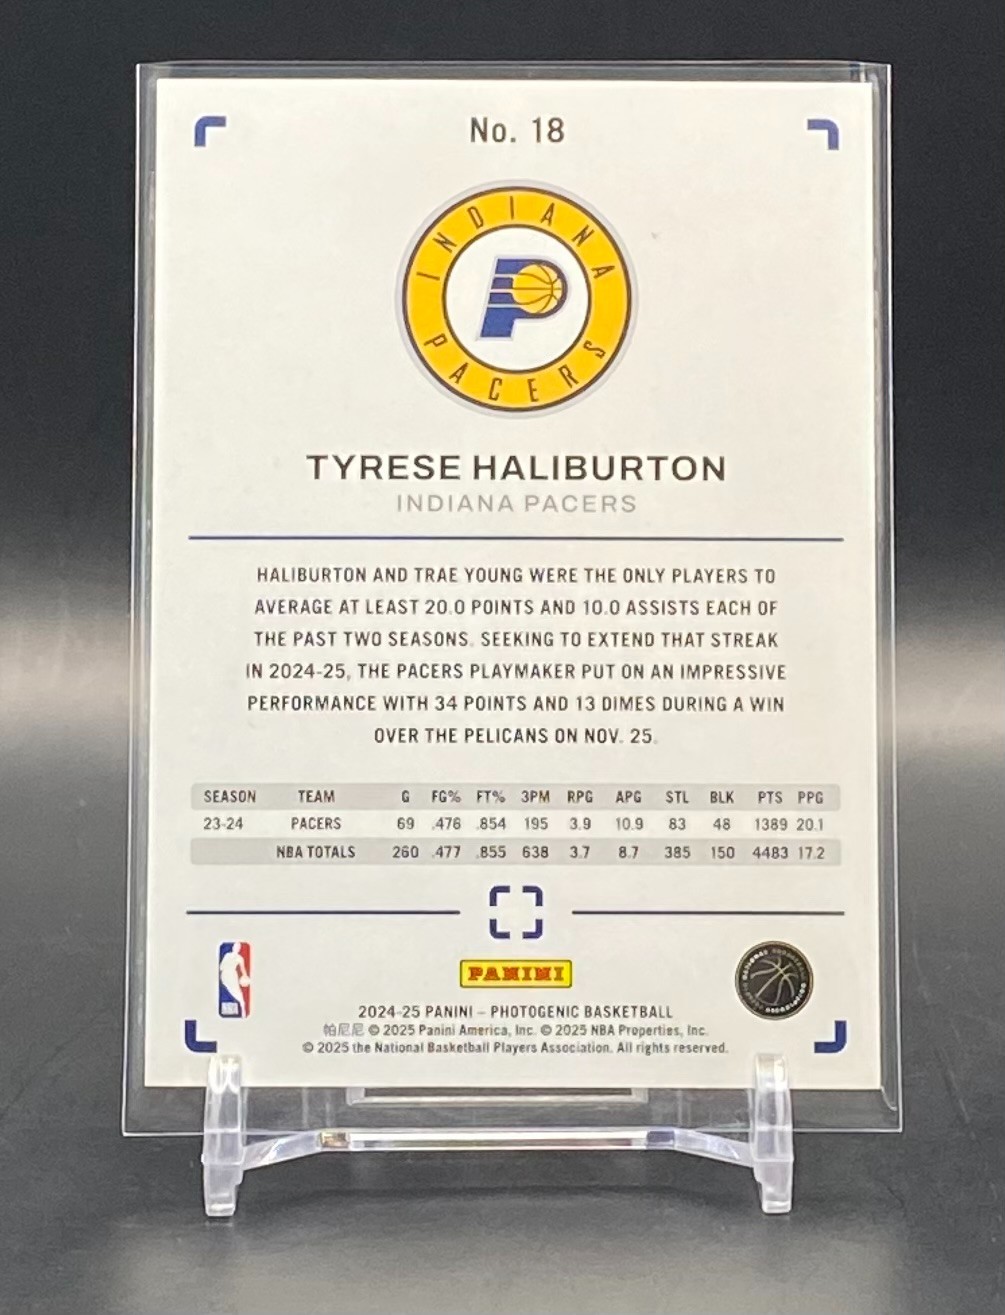 No. 18
INDIANA
PACERS
TYRESE HALIBURTON
INDIANA PACERS
HALIBURTON AND TRAE YOUNG WERE THE ONLY PLAYERS TO
AVERAGE AT LEAST 20.0 POINTS AND 10.0 ASSISTS EACH OF
THE PAST TWO SEASONS. SEEKING TO EXTEND THAT STREAK
IN 2024-25, THE PACERS PLAYMAKER PUT ON AN IMPRESSIVE
PERFORMANCE WITH 34 POINTS AND 13 DIMES DURING A WIN
OVER THE PELICANS ON NOV. 25.
SEASON TEAM G FG% FT% 3PM RPG APG STL BLK PTS PPG
23-24 PACERS 69 .476 .854 195 3.9 10.9 83 48 1389 20.1
NBA TOTALS 260 .477 .855 638 3.7 8.7 385 150 4483 17.2
NBA
PANINI
2024-25 PANINI – PHOTOGENIC BASKETBALL
帕尼尼 © 2025 Panini America, Inc. © 2025 NBA Properties, Inc.
© 2025 the National Basketball Players Association. All rights reserved.